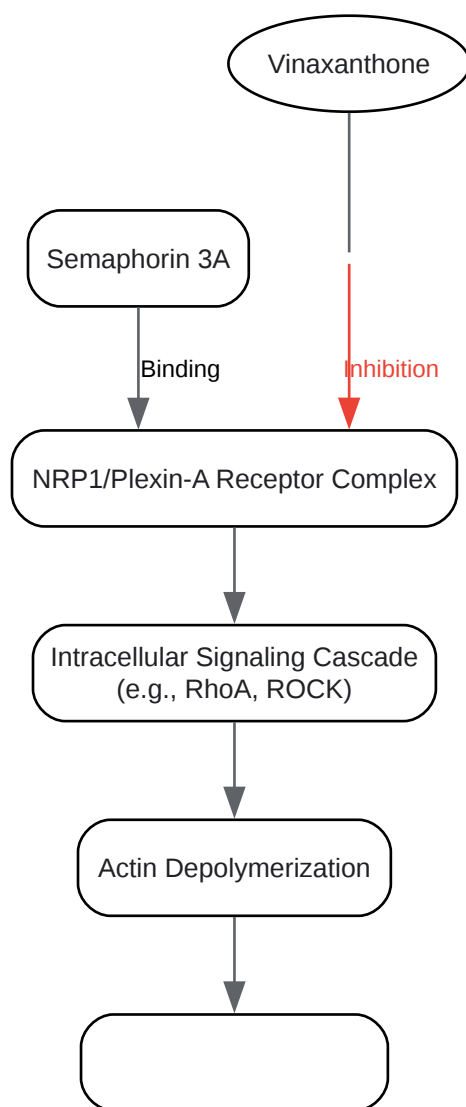 Vinaxanthone
Semaphorin 3A
Binding
Inhibition
NRP1/Plexin-A Receptor Complex
Intracellular Signaling Cascade
(e.g., RhoA, ROCK)
Actin Depolymerization